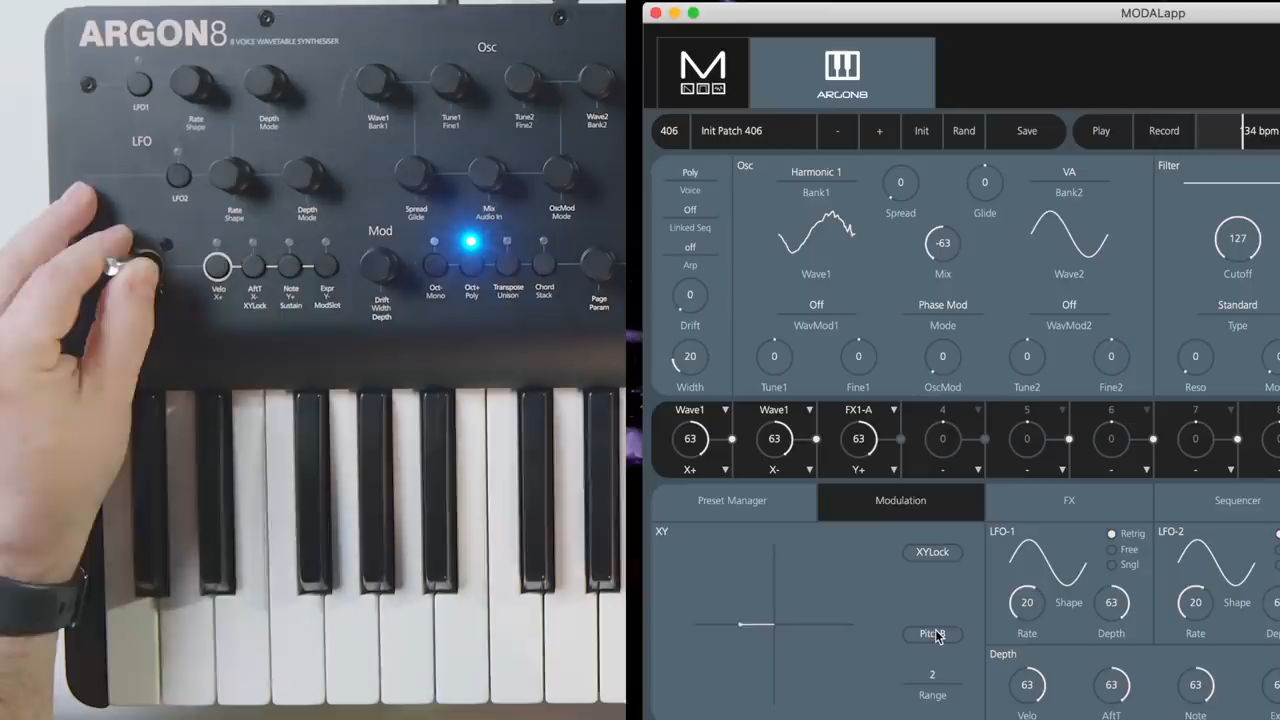 ARGON8 8 VOICE WAVETABLE SYNTHESISER
Osc
LFO1
Rate
Shape
Depth
Mode
Wave1
Bank1
Tune1
Fine1
Tune2
Fine2
Wave2
Bank2
LFO
LFO2
Rate
Shape
Depth
Mode
Spread
Glide
Mix
Audio In
OscMod
Mode
Mod
Velo
X+
AftT
X-
XYLock
Note
Y+
Sustain
Expr
Y-
ModSlot
Drift
Width
Depth
Oct-
Mono
Oct+
Poly
Transpose
Unison
Chord
Stack
Page
Param
MODALapp
M
ARGON8
406 Init Patch 406 - + Init Rand Save Play Record 34 bpm
Poly
Voice
Off
Linked Seq
off
Arp
0
Drift
20
Width
Osc
Harmonic 1
Bank1
0
Spread
0
Glide
VA
Bank2
Wave1
-63
Mix
Wave2
Off
WavMod1
Phase Mod
Mode
Off
WavMod2
0
Tune1
0
Fine1
0
OscMod
0
Tune2
0
Fine2
Filter
127
Cutoff
Standard
Type
0
Reso
Wave1 Wave1 FX1-A 4 5 6 7
63 63 63 0 0 0 0
X+ X- Y+ - - - -
Preset Manager Modulation FX Sequencer
XY
XYLock
2
Range
LFO-1
Retrig
Free
Sngl
20 Shape 63
Rate Depth
LFO-2
20 Shape
Rate
Depth
63 63 63
Velo AftT Note